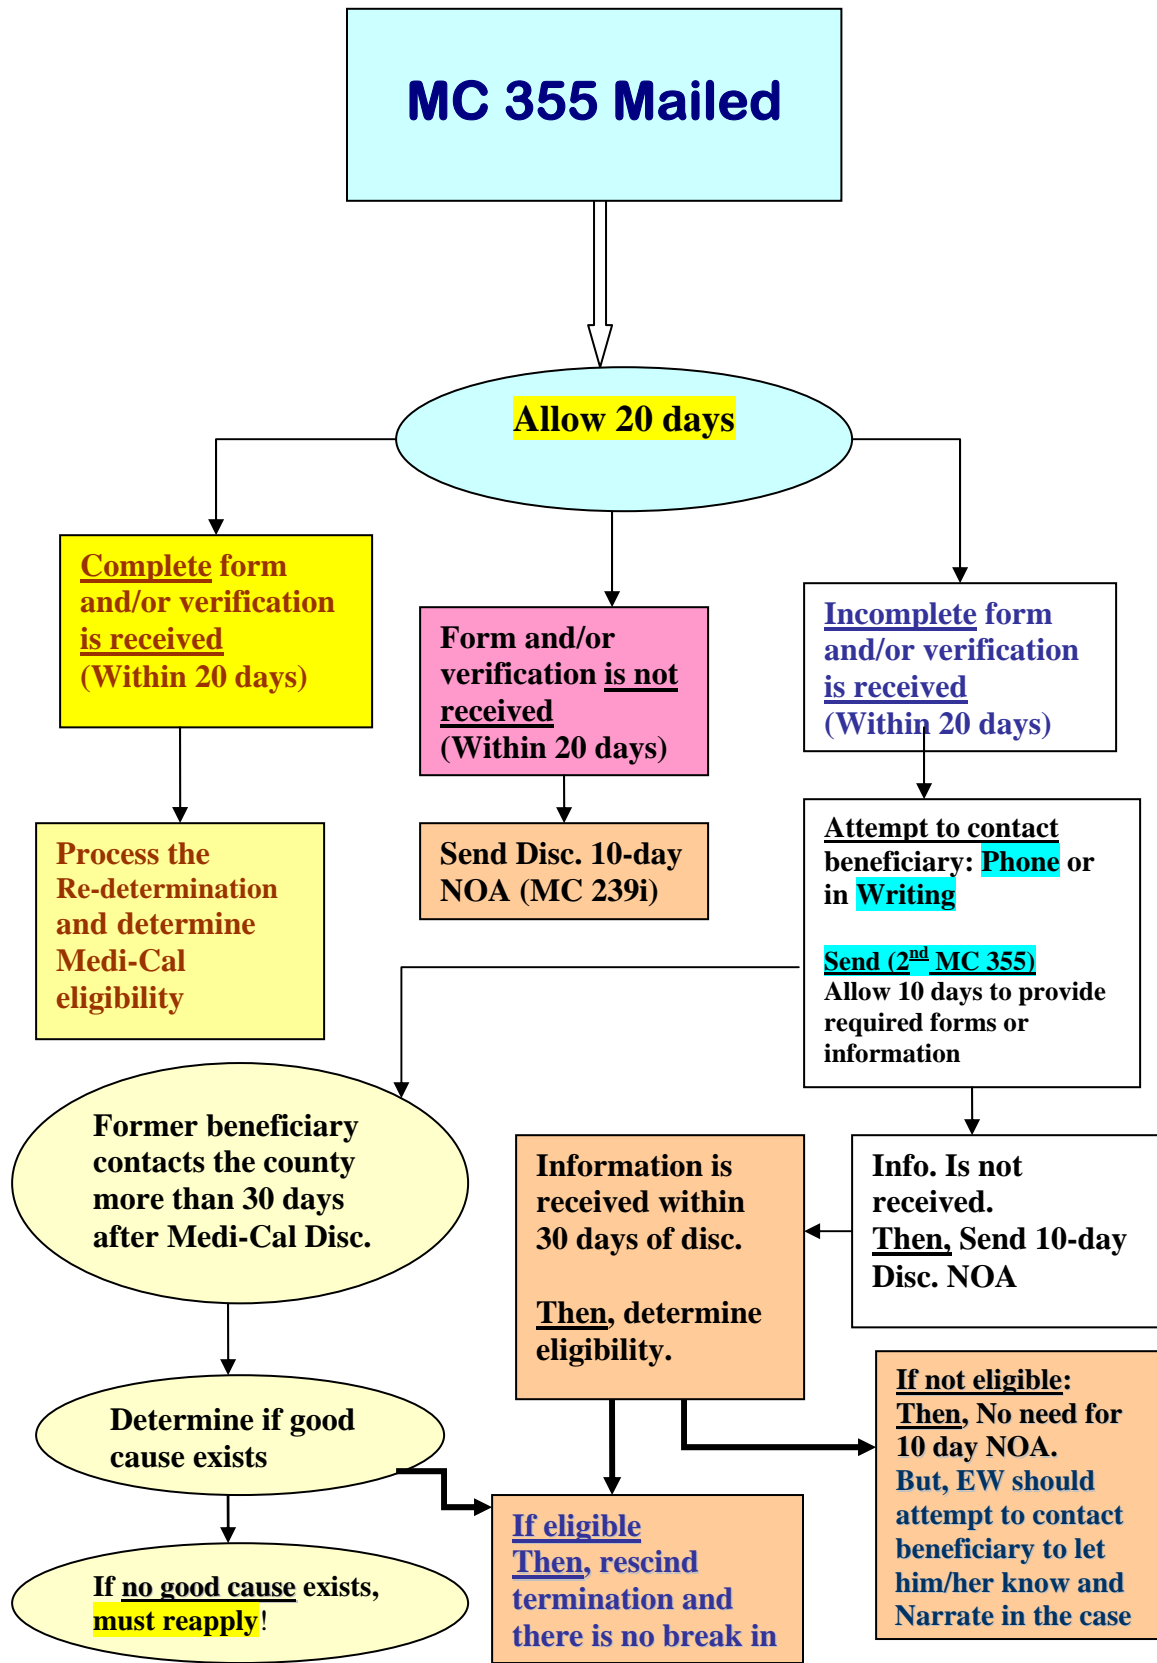 MC 355 Mailed
Allow 20 days
Complete form
and/or verification
is received
(Within 20 days)
Form and/or
verification is not
received
(Within 20 days)
Incomplete form
and/or verification
is received
(Within 20 days)
Process the
Re-determination
and determine
Medi-Cal
eligibility
Send Disc. 10-day
NOA (MC 239i)
Attempt to contact
beneficiary: Phone or
in Writing
Send (2nd MC 355)
Allow 10 days to provide
required forms or
information
Former beneficiary
contacts the county
more than 30 days
after Medi-Cal Disc.
Information is
received within
30 days of disc.
Then, determine
eligibility.
Info. Is not
received.
Then, Send 10-day
Disc. NOA
Determine if good
cause exists
If not eligible:
Then, No need for
10 day NOA.
But, EW should
attempt to contact
beneficiary to let
him/her know and
Narrate in the case
If eligible
Then, rescind
termination and
there is no break in
If no good cause exists,
must reapply!